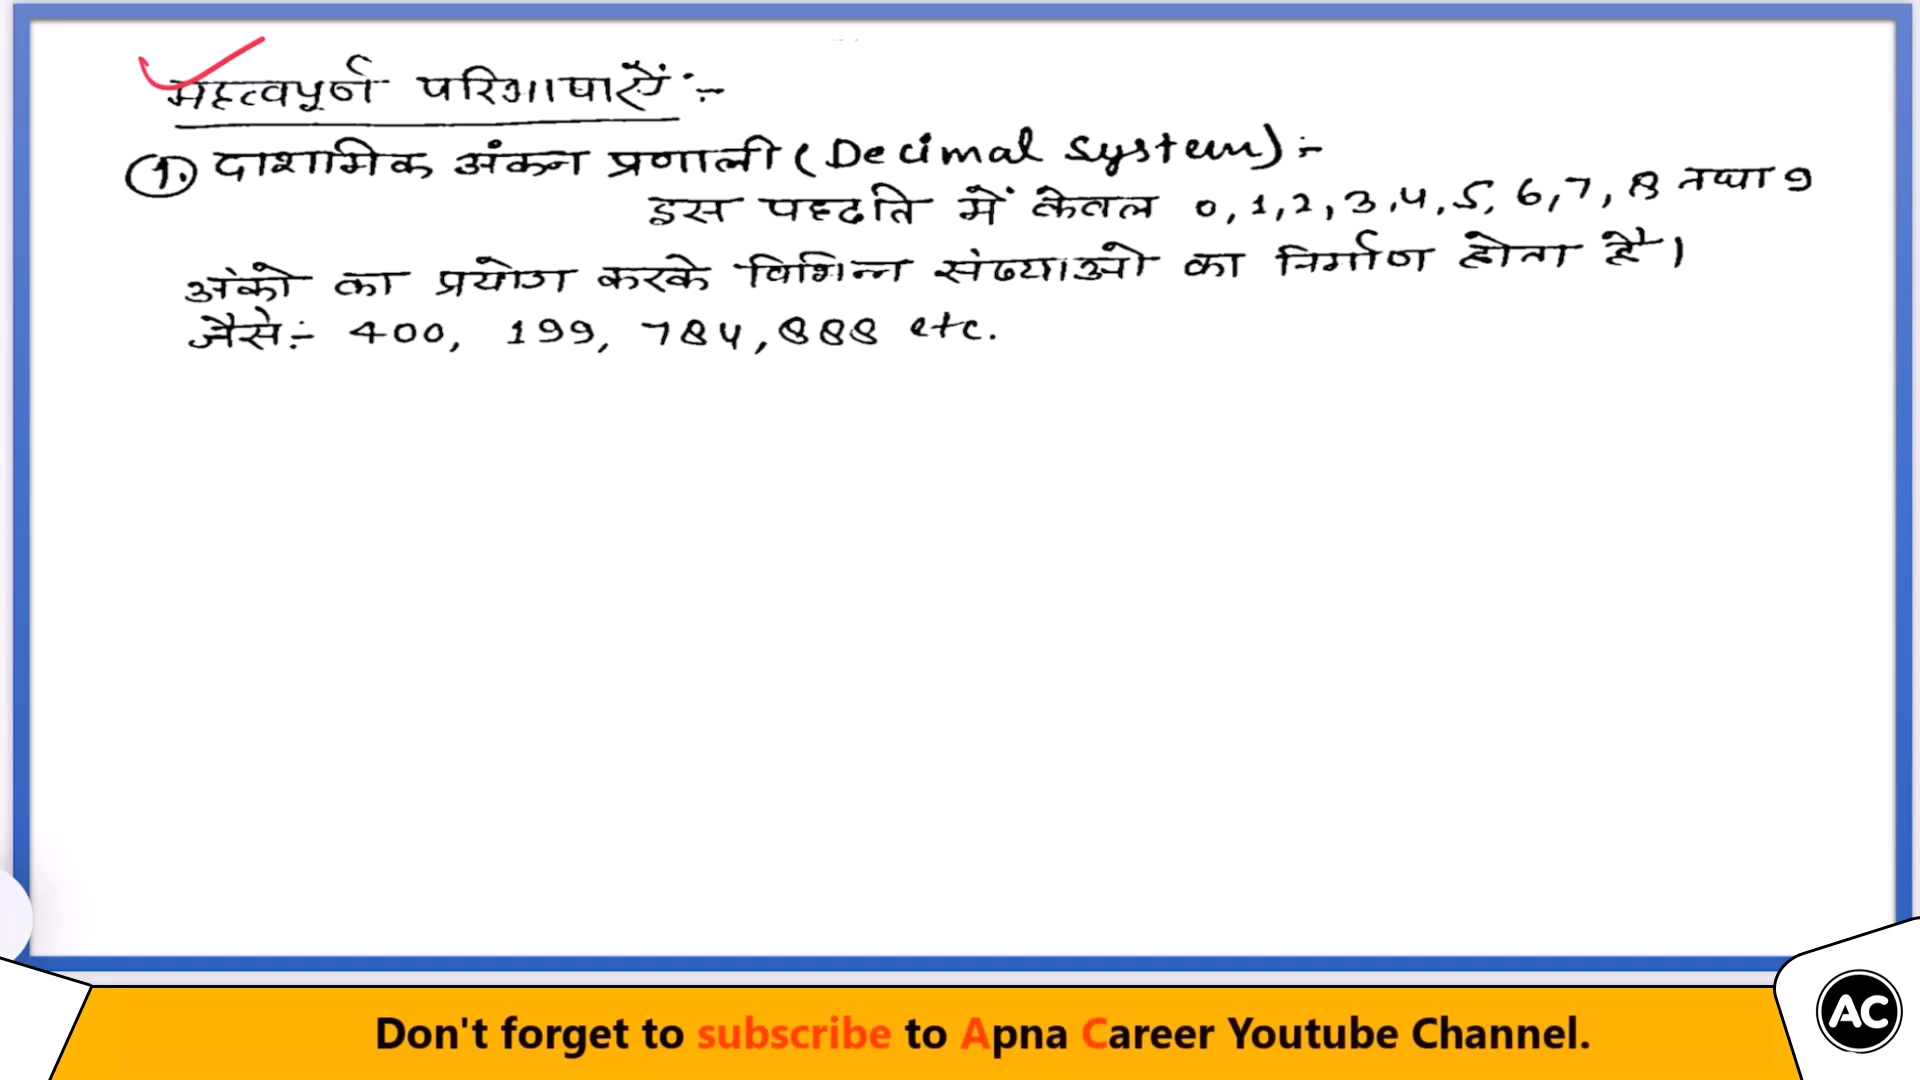 महत्वपूर्ण परिभाषाऐं :-
1. दाशमिक अंकन प्रणाली (Decimal System) :-
इस पद्धति में केवल 0, 1, 2, 3, 4, 5, 6, 7, 8 तथा 9
अंको का प्रयोग करके विभिन्न संख्याओ का निर्माण होता है।
जैसे:- 400, 199, 784, 888 etc.
Don't forget to subscribe to Apna Career Youtube Channel.
AC